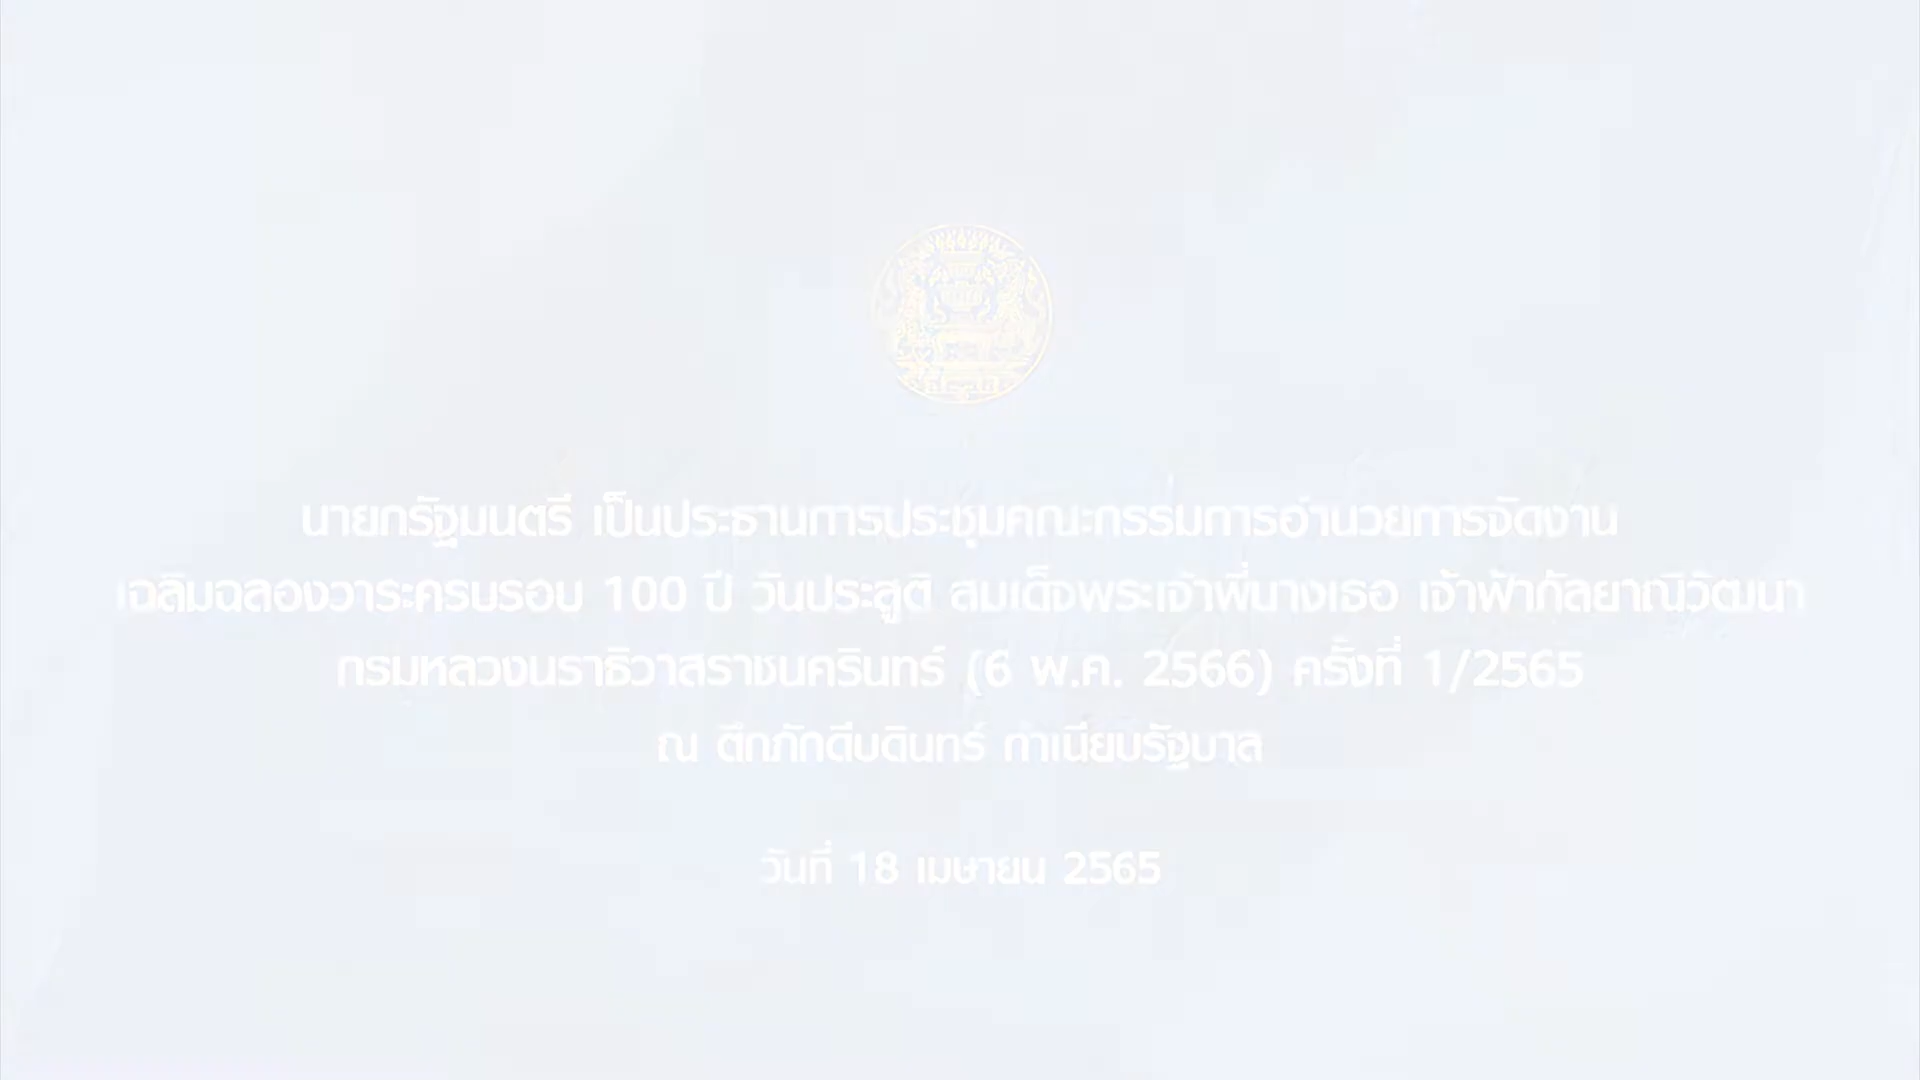 นายกรัฐมนตรี เป็นประธานการประชุมคณะกรรมการอำนวยการจัดงาน
เฉลิมฉลองวาระครบรอบ 100 ปี วันประสูติ สมเด็จพระเจ้าพี่นางเธอ เจ้าฟ้ากัลยาณิวัฒนา
กรมหลวงนราธิวาสราชนครินทร์ (6 พ.ค. 2566) ครั้งที่ 1/2565
ณ ตึกภักดีบดินทร์ ทำเนียบรัฐบาล
วันที่ 18 เมษายน 2565